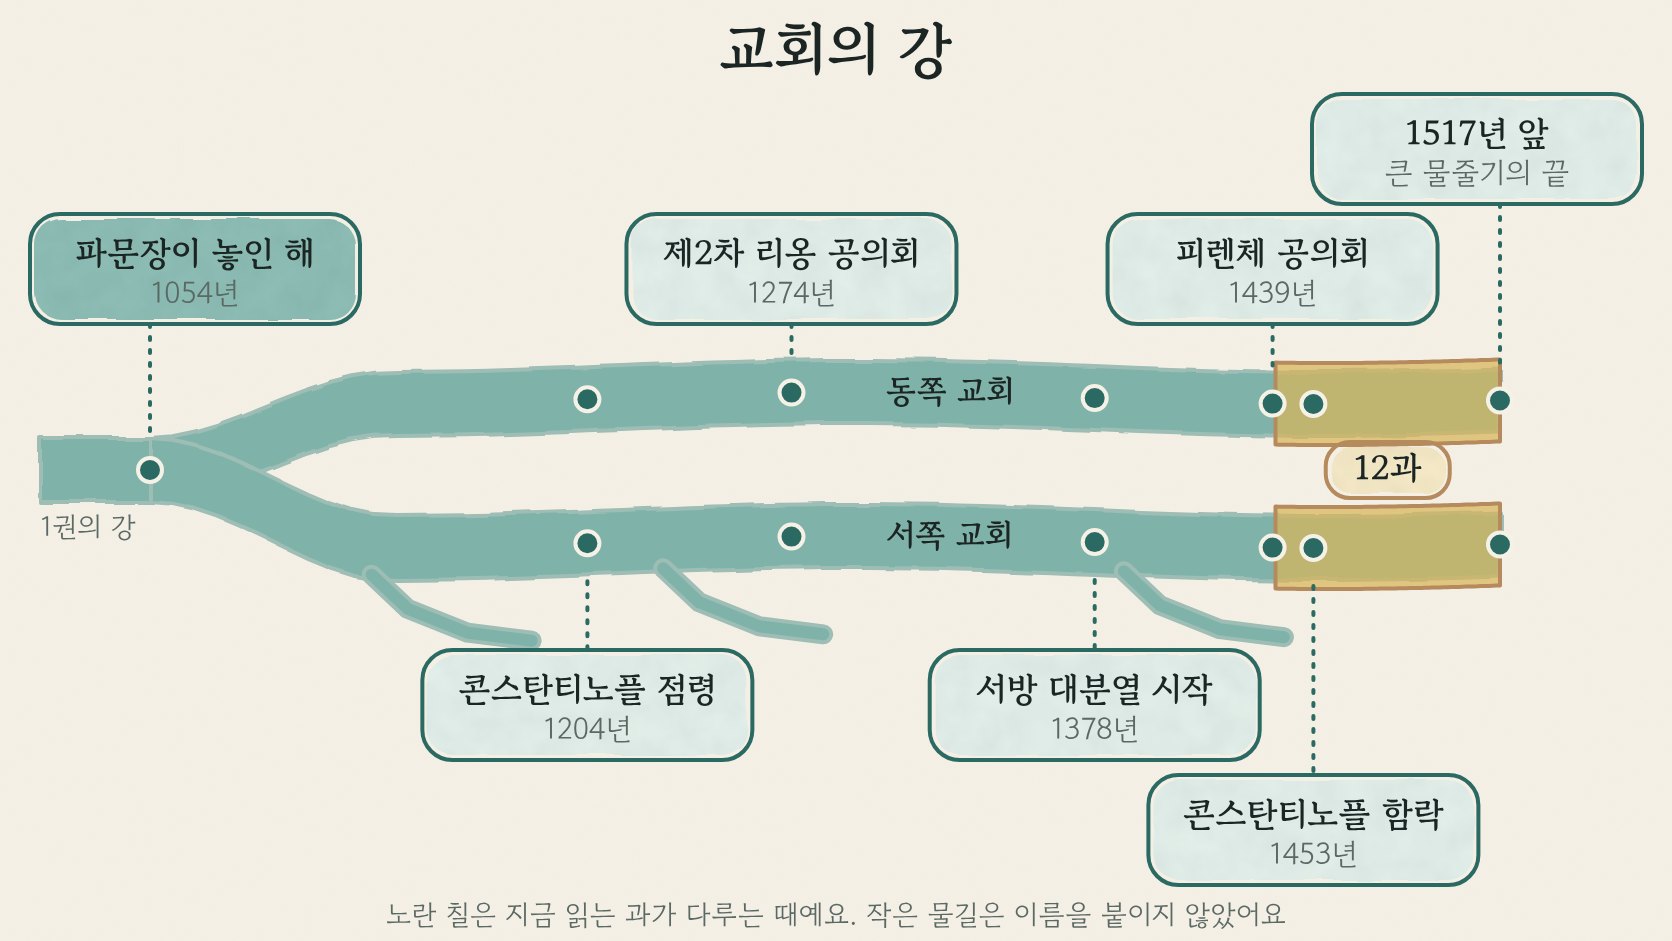 교회의 강
1517년 앞
큰 물줄기의 끝
파문장이 놓인 해
1054년
제2차 리옹 공의회
1274년
피렌체 공의회
1439년
동쪽 교회
12과
1권의 강
서쪽 교회
콘스탄티노플 점령
1204년
서방 대분열 시작
1378년
콘스탄티노플 함락
1453년
노란 칠은 지금 읽는 과가 다루는 때예요. 작은 물길은 이름을 붙이지 않았어요